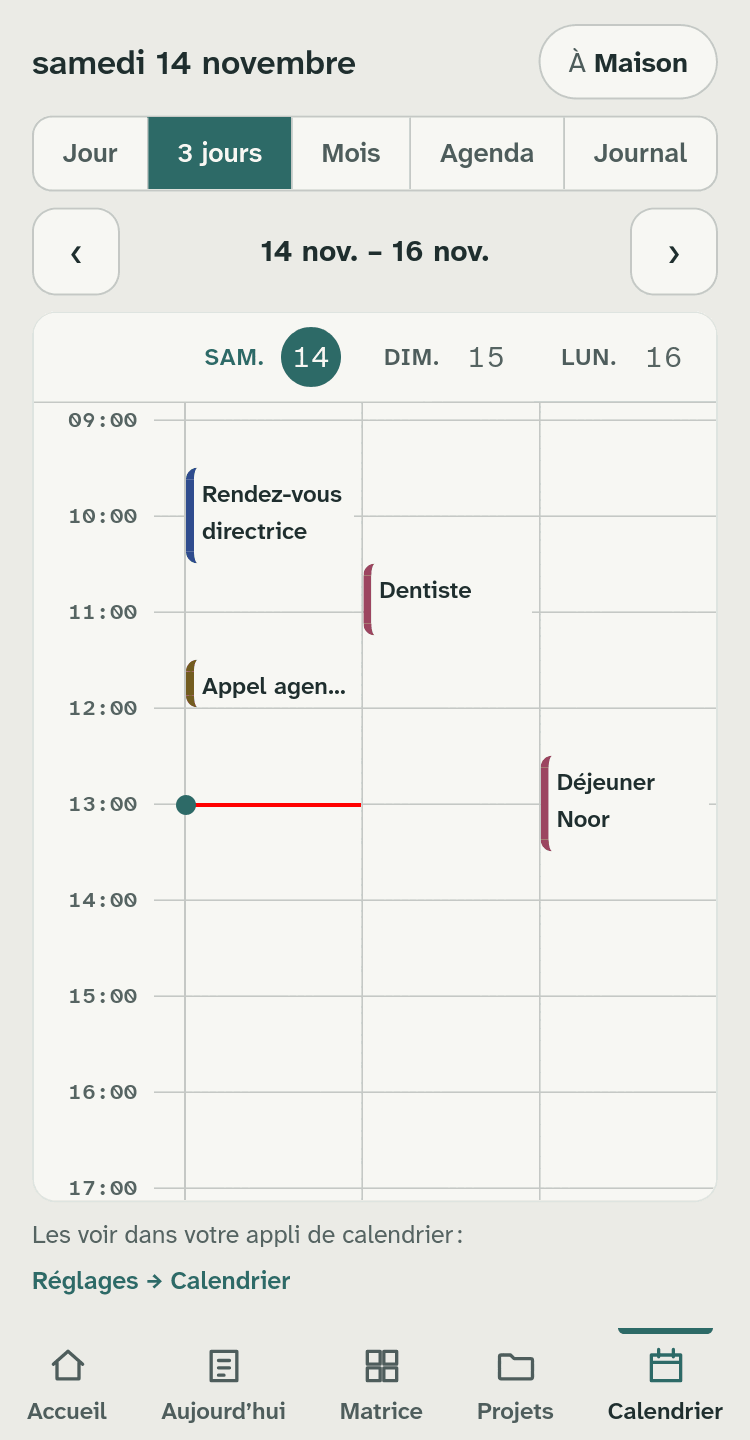 samedi 14 novembre
À Maison
Jour
3 jours
Mois
Agenda
Journal
‹
14 nov. – 16 nov.
›
SAM. 14
DIM. 15
LUN. 16
09:00
Rendez-vous
directrice
10:00
Dentiste
11:00
Appel agen…
12:00
Déjeuner
Noor
13:00
14:00
15:00
16:00
17:00
Les voir dans votre appli de calendrier :
Réglages → Calendrier
Accueil
Aujourd’hui
Matrice
Projets
Calendrier